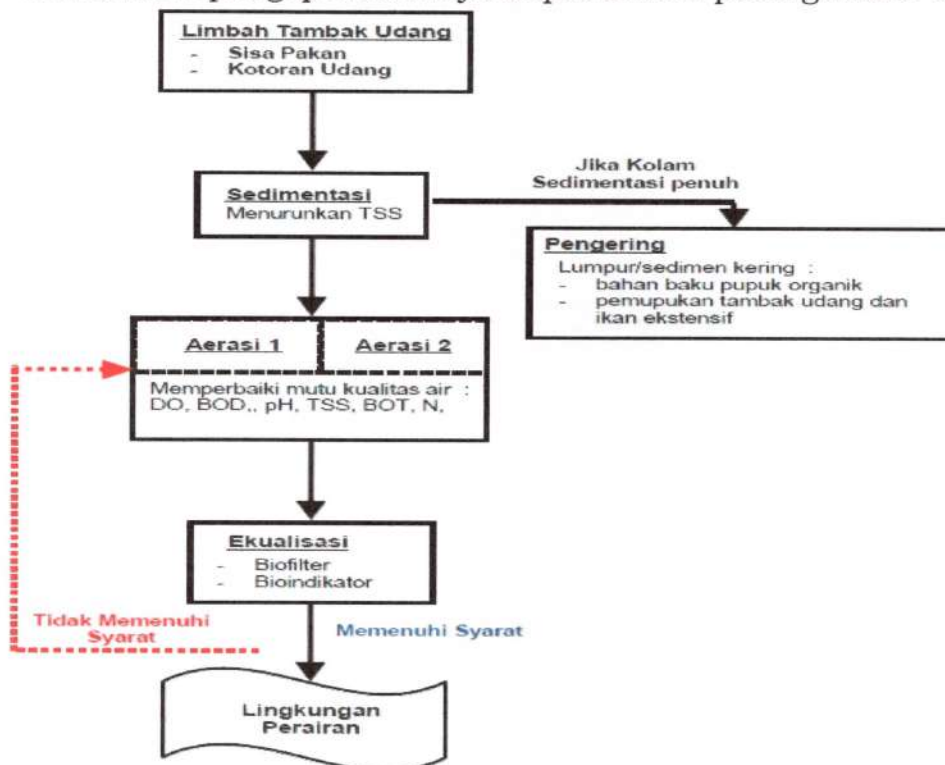 Limbah Tambak Udang
- Sisa Pakan
- Kotoran Udang
Jika Kolam
Sedimentasi penuh
Sedimentasi
Menurunkan TSS
Pengering
Lumpur/sedimen kering :
- bahan baku pupuk organik
- pemupukan tambak udang dan
ikan ekstensif
Aerasi 1
Aerasi 2
Memperbaiki mutu kualitas air :
DO, BOD,, pH, TSS, BOT, N,
Ekualisasi
- Biofilter
- Bioindikator
Tidak Memenuhi
Syarat
Memenuhi Syarat
Lingkungan
Perairan